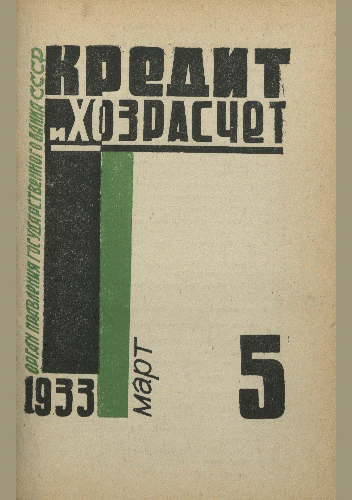 КРЕДИТ
и ХОЗРАСЧЕТ
ОРГАН ПРАВЛЕНИЯ ГОСУДАРСТВЕННОГО БАНКА СССР
1933
март
5